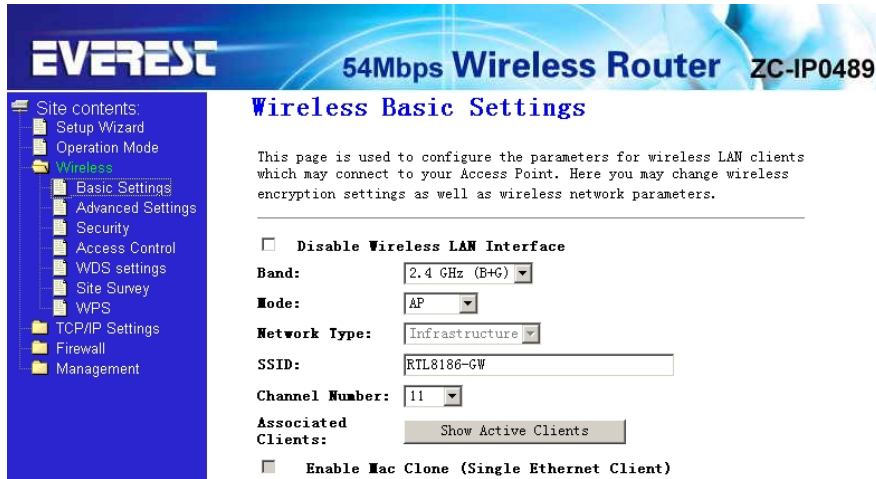 EVEREST
54Mbps Wireless Router ZC-IP0489
Site contents:
Setup Wizard
Operation Mode
Wireless
Basic Settings
Advanced Settings
Security
Access Control
WDS settings
Site Survey
WPS
TCP/IP Settings
Firewall
Management
Wireless Basic Settings
This page is used to configure the parameters for wireless LAN clients
which may connect to your Access Point. Here you may change wireless
encryption settings as well as wireless network parameters.
Disable Wireless LAN Interface
Band: 2.4 GHz (B+G)
Mode: AP
Network Type: Infrastructure
SSID: RTL8186-GW
Channel Number: 11
Associated
Clients: Show Active Clients
Enable Mac Clone (Single Ethernet Client)